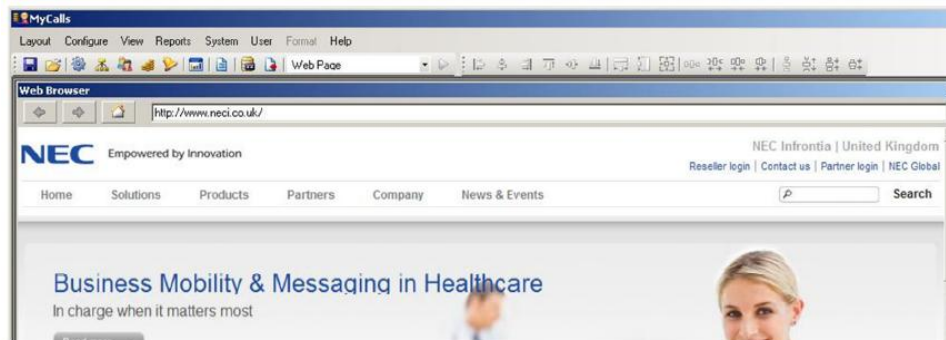 MyCalls
Layout Configure View Reports System User Format Help
Web Page
Web Browser
http://www.neci.co.uk/
NEC Empowered by Innovation
NEC Infrontia | United Kingdom
Reseller login | Contact us | Partner login | NEC Global
Home Solutions Products Partners Company News & Events
Search
Business Mobility & Messaging in Healthcare
In charge when it matters most